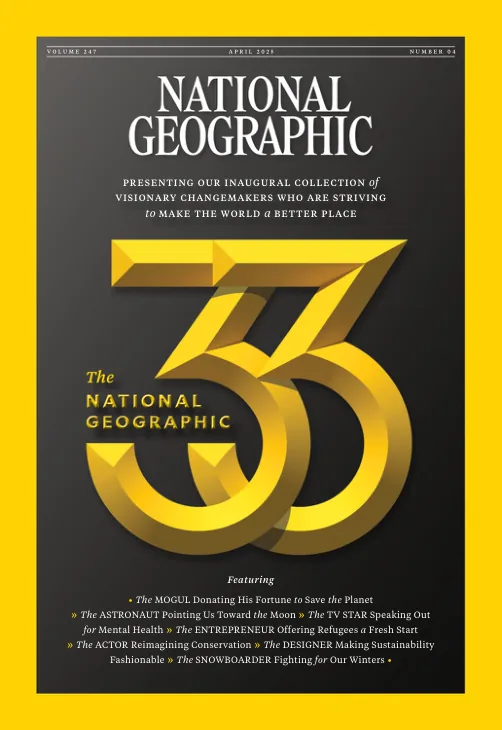 VOLUME 247 APRIL 2025 NUMBER 04
NATIONAL
GEOGRAPHIC
PRESENTING OUR INAUGURAL COLLECTION of
VISIONARY CHANGEMAKERS WHO ARE STRIVING
to MAKE THE WORLD a BETTER PLACE
33
The
NATIONAL
GEOGRAPHIC
Featuring
• The MOGUL Donating His Fortune to Save the Planet
» The ASTRONAUT Pointing Us Toward the Moon » The TV STAR Speaking Out
for Mental Health » The ENTREPRENEUR Offering Refugees a Fresh Start
» The ACTOR Reimagining Conservation » The DESIGNER Making Sustainability
Fashionable » The SNOWBOARDER Fighting for Our Winters •